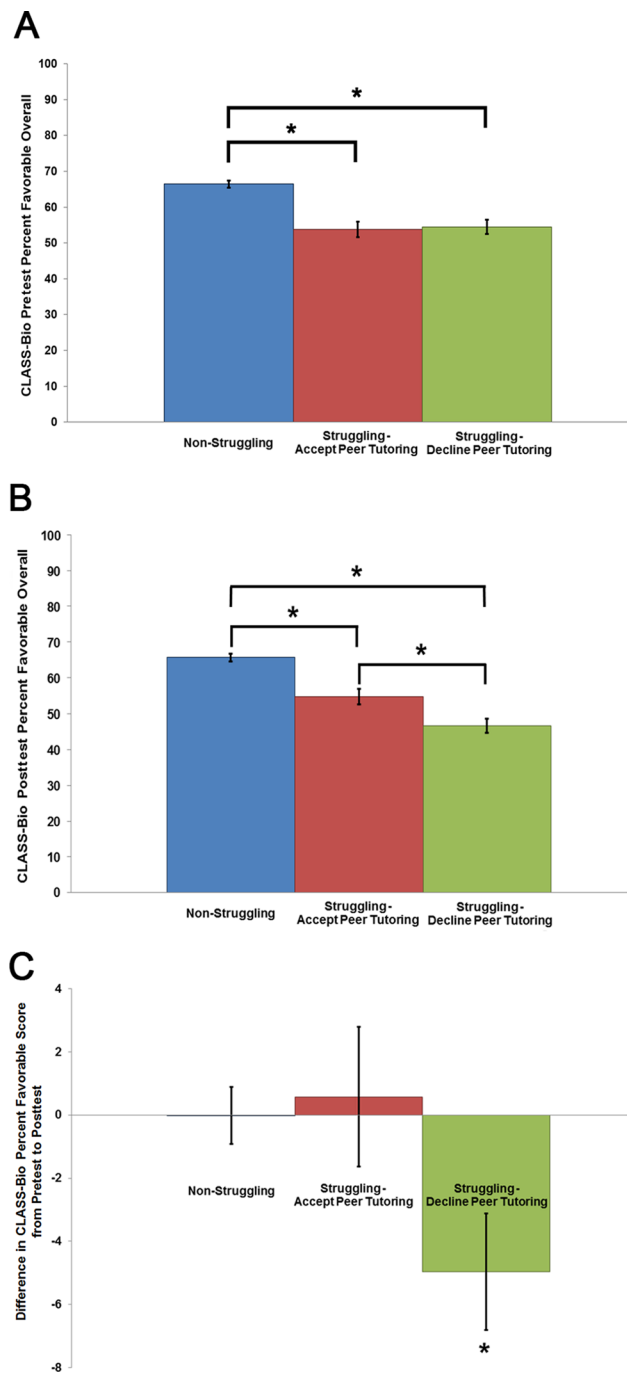 A
CLASS-Bio Pretest Percent Favorable Overall
100
90
80
70
60
50
40
30
20
10
0
*
*
Non-Struggling
Struggling-
Accept Peer Tutoring
Struggling-
Decline Peer Tutoring
B
CLASS-Bio Posttest Percent Favorable Overall
100
90
80
70
60
50
40
30
20
10
0
*
*
*
Non-Struggling
Struggling-
Accept Peer Tutoring
Struggling-
Decline Peer Tutoring
C
Difference in CLASS-Bio Percent Favorable Score
from Pretest to Posttest
4
2
0
-2
-4
-6
-8
Non-Struggling
Struggling-
Accept Peer Tutoring
Struggling-
Decline Peer Tutoring
*